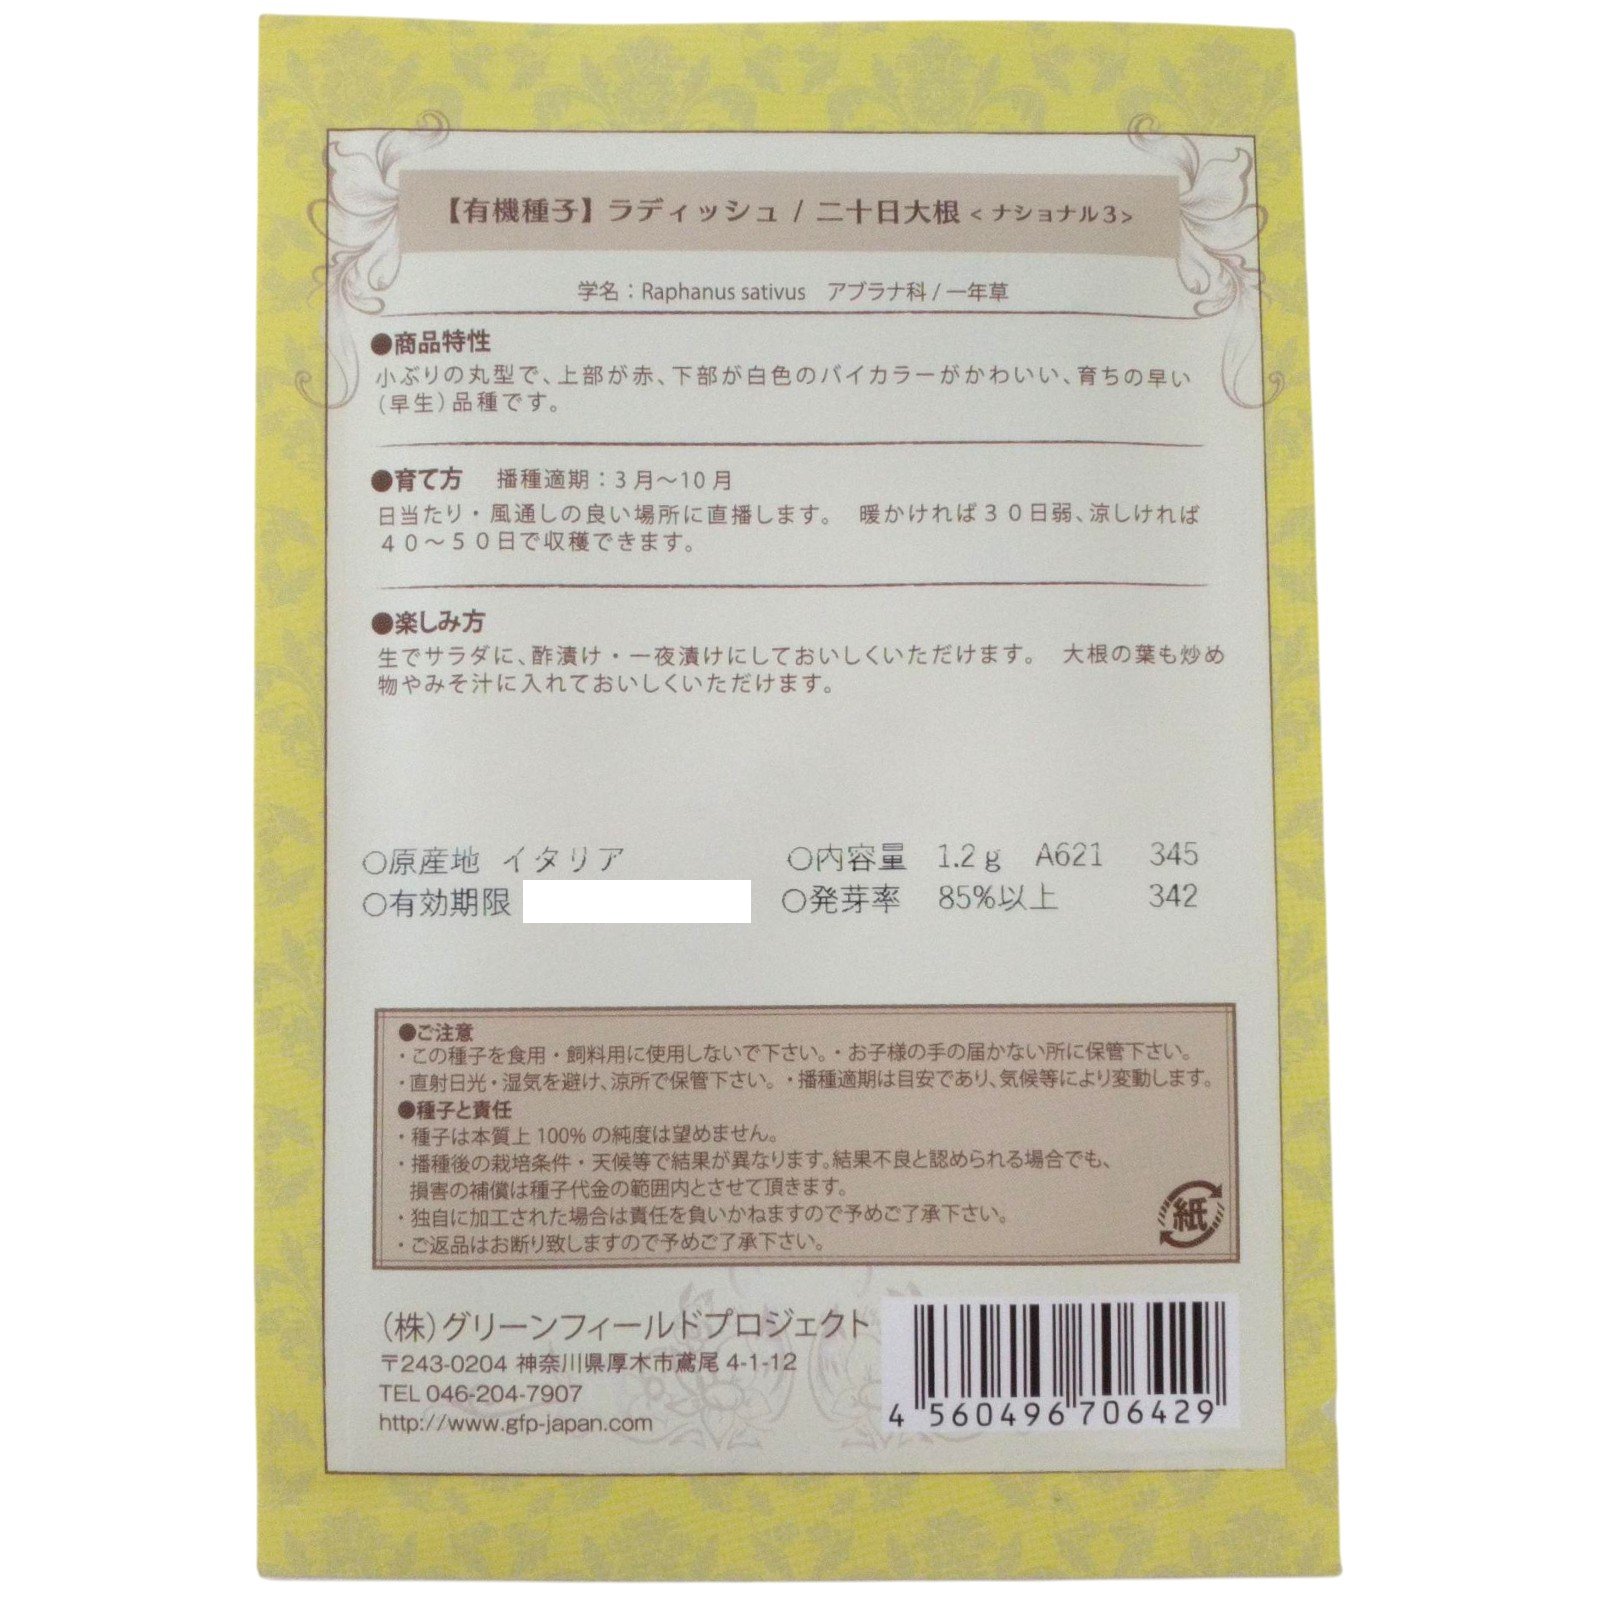 【有機種子】ラディッシュ / 二十日大根 < ナショナル3>
学名：Raphanus sativus　アブラナ科 / 一年草
●商品特性
小ぶりの丸型で、上部が赤、下部が白色のバイカラーがかわいい、育ちの早い
（早生）品種です。
●育て方　播種適期：3 月〜10 月
日当たり・風通しの良い場所に直播します。　暖かければ３０日弱、涼しければ
４０〜５０日で収穫できます。
●楽しみ方
生でサラダに、酢漬け・一夜漬けにしておいしくいただけます。　大根の葉も炒め
物やみそ汁に入れておいしくいただけます。
○原産地 イタリア　○内容量 1.2ｇ A621 345
○有効期限　○発芽率 85%以上 342
●ご注意
・この種子を食用・飼料用に使用しないで下さい。・お子様の手の届かない所に保管下さい。
・直射日光・湿気を避け、涼所で保管下さい。・播種適期は目安であり、気候等により変動します。
●種子と責任
・種子は本質上 100% の純度は望めません。
・播種後の栽培条件・天候等で結果が異なります。結果不良と認められる場合でも、
損害の補償は種子代金の範囲内とさせて頂きます。
・独自に加工された場合は責任を負いかねますので予めご了承下さい。
・ご返品はお断り致しますので予めご了承下さい。
紙
（株）グリーンフィールドプロジェクト
〒243-0204 神奈川県厚木市鳶尾 4-1-12
TEL 046-204-7907
http://www.gfp-japan.com
4 560496 706429